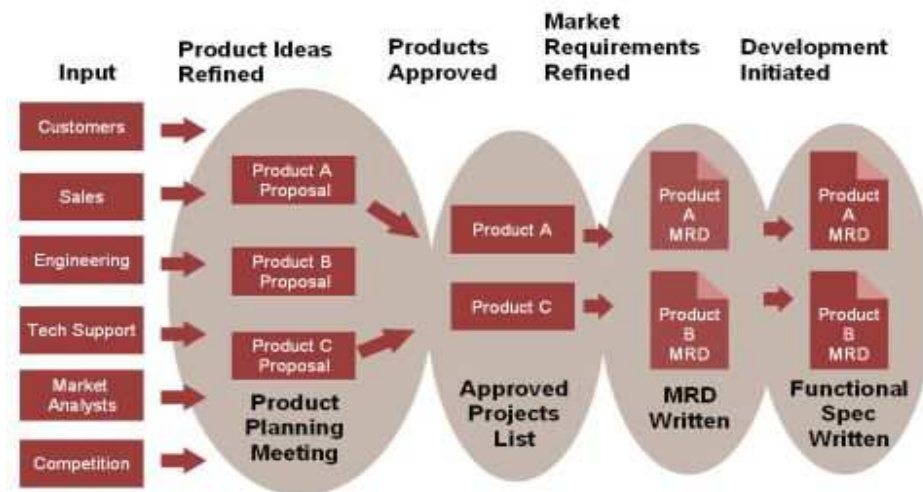 Input
Product Ideas
Refined
Products
Approved
Market
Requirements
Refined
Development
Initiated
Customers
Sales
Engineering
Tech Support
Market
Analysts
Competition
Product A
Proposal
Product B
Proposal
Product C
Proposal
Product
Planning
Meeting
Product A
Product C
Approved
Projects
List
Product
A
MRD
Product
B
MRD
MRD
Written
Product
A
MRD
Product
B
MRD
Functional
Spec
Written